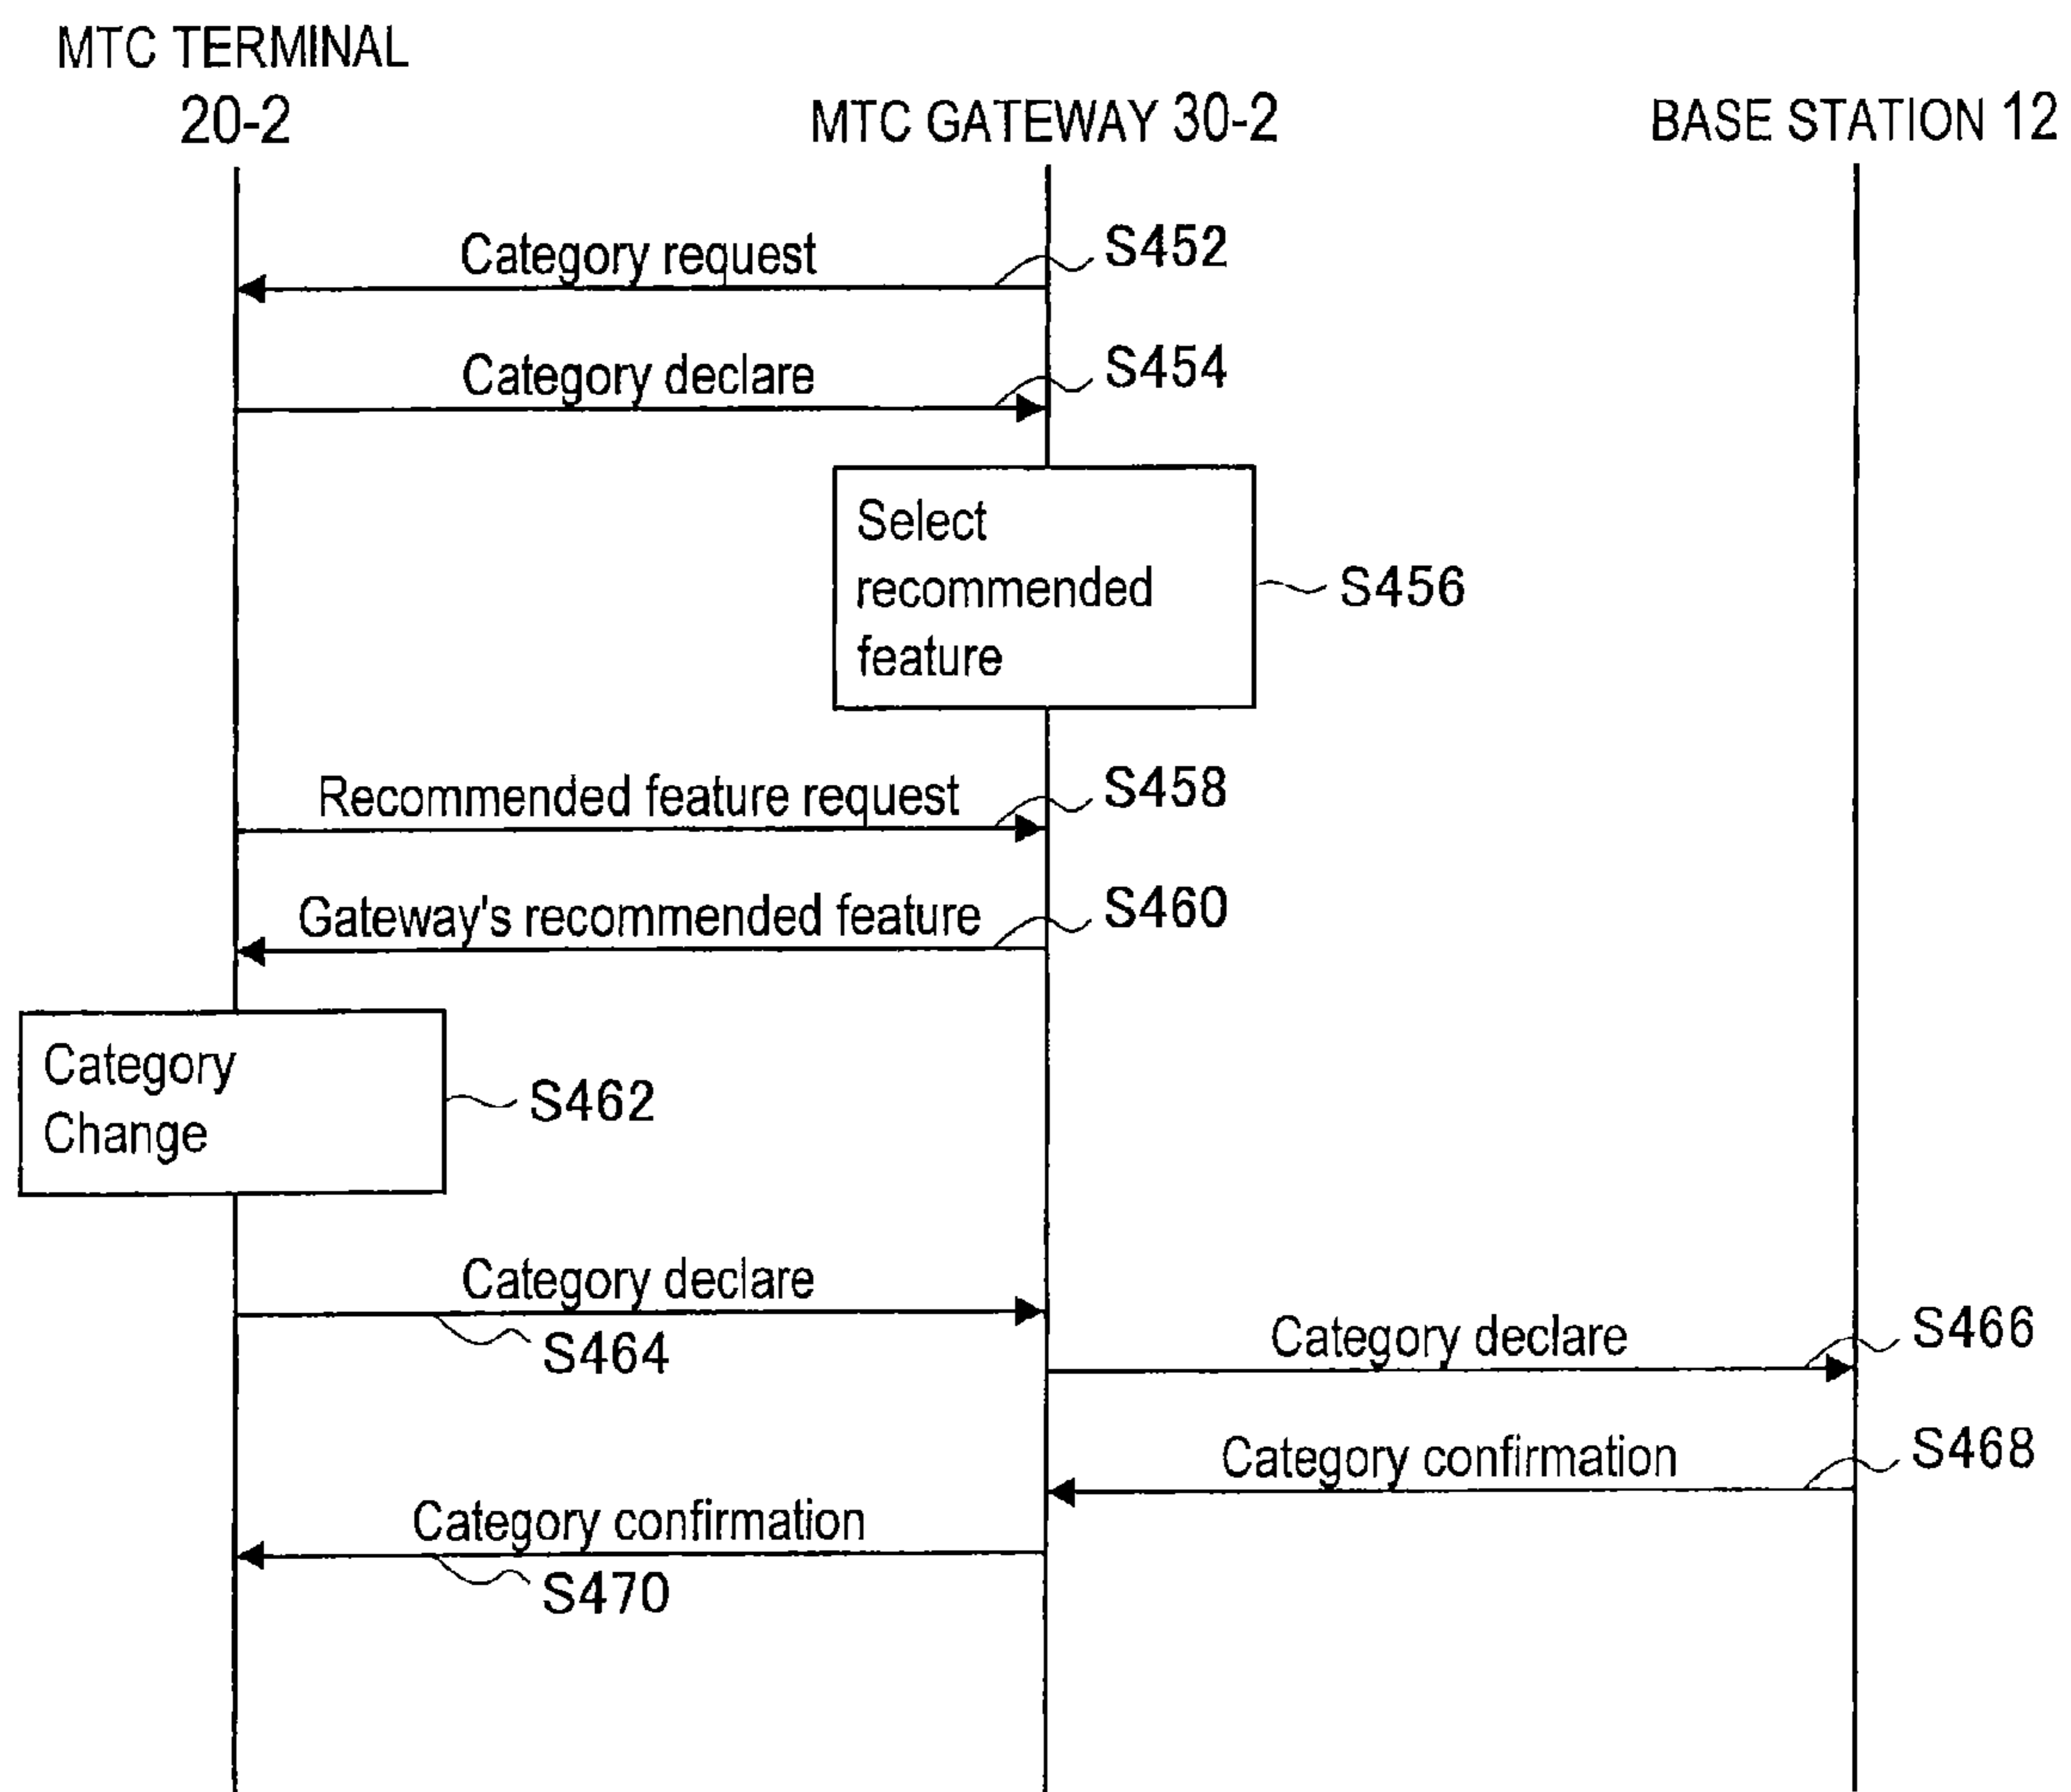 MTC TERMINAL
20-2
MTC GATEWAY 30-2
BASE STATION 12
Category request
S452
Category declare
S454
Select
recommended
feature
S456
Recommended feature request
S458
Gateway's recommended feature
S460
Category
Change
S462
Category declare
S464
Category declare
S466
Category confirmation
S468
Category confirmation
S470